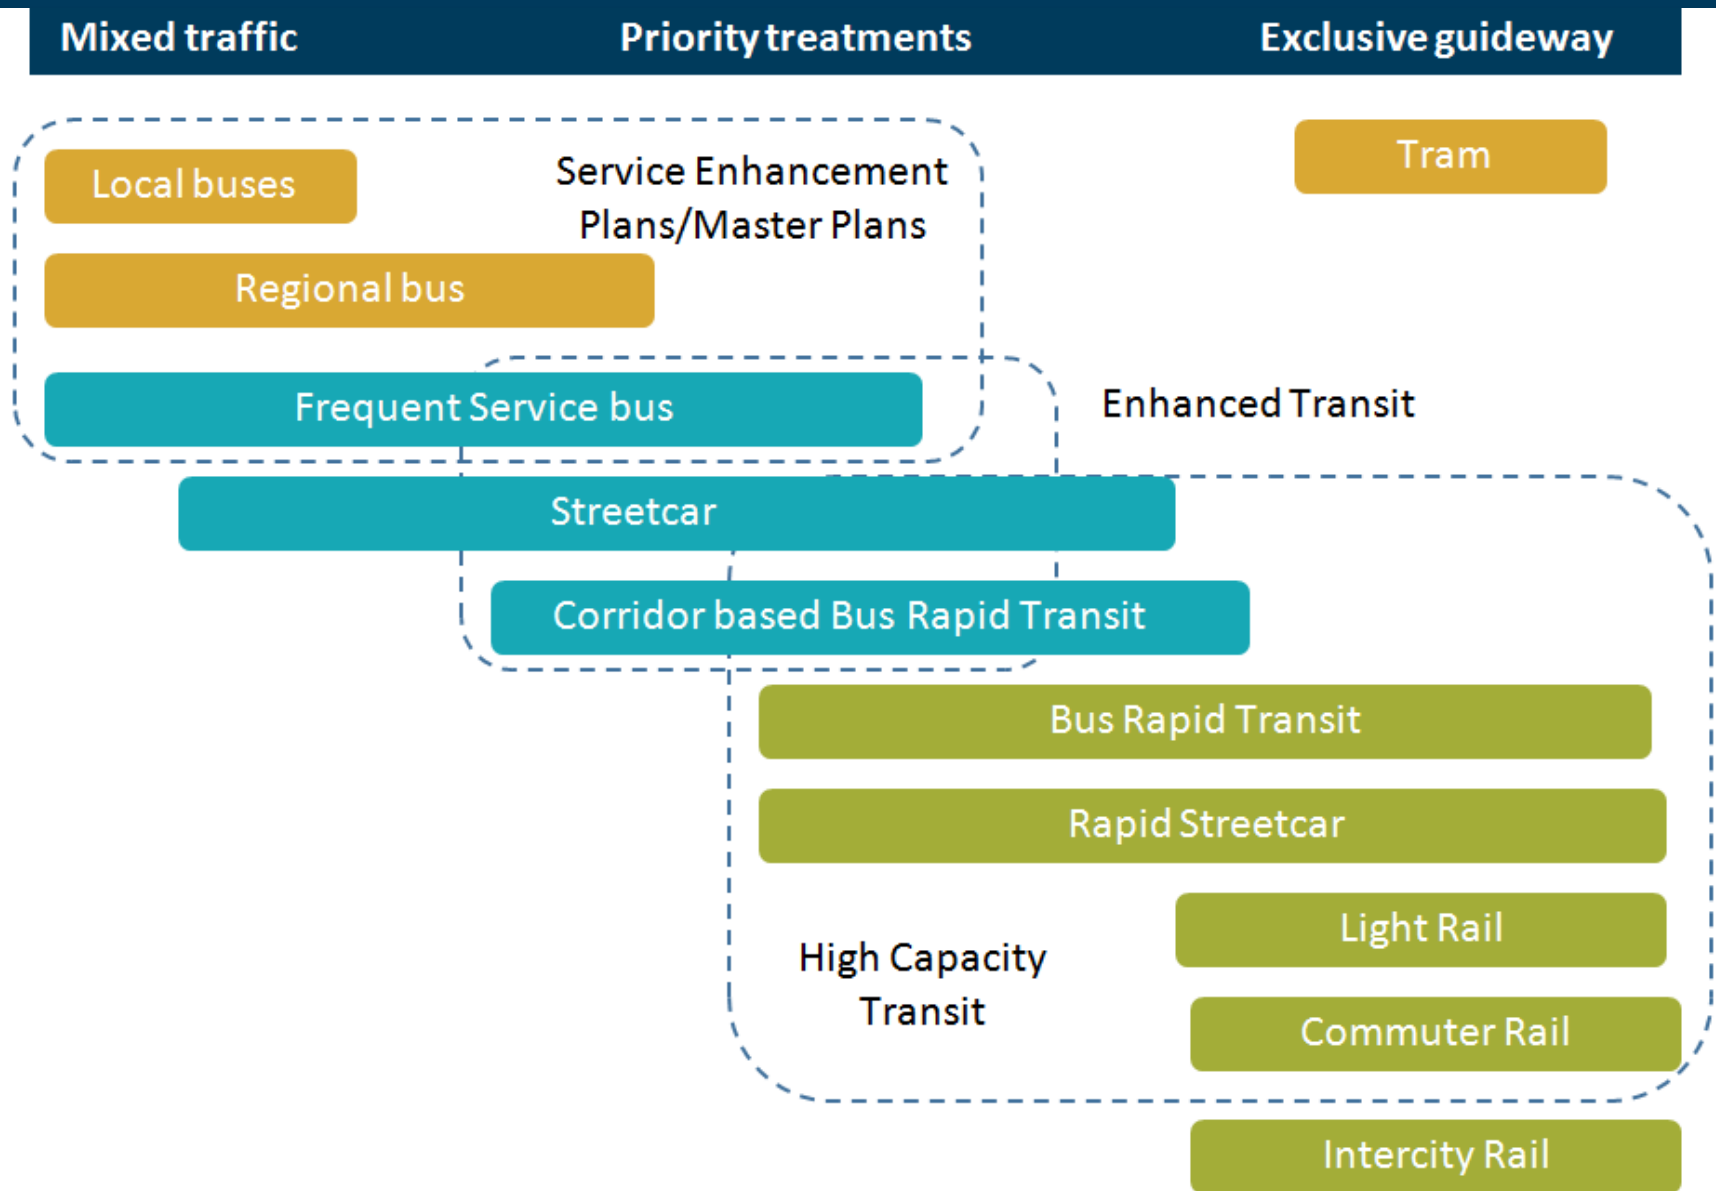 Mixed traffic
Priority treatments
Exclusive guideway
Tram
Local buses
Service Enhancement
Plans/Master Plans
Regional bus
Frequent Service bus
Enhanced Transit
Streetcar
Corridor based Bus Rapid Transit
Bus Rapid Transit
Rapid Streetcar
Light Rail
High Capacity
Transit
Commuter Rail
Intercity Rail